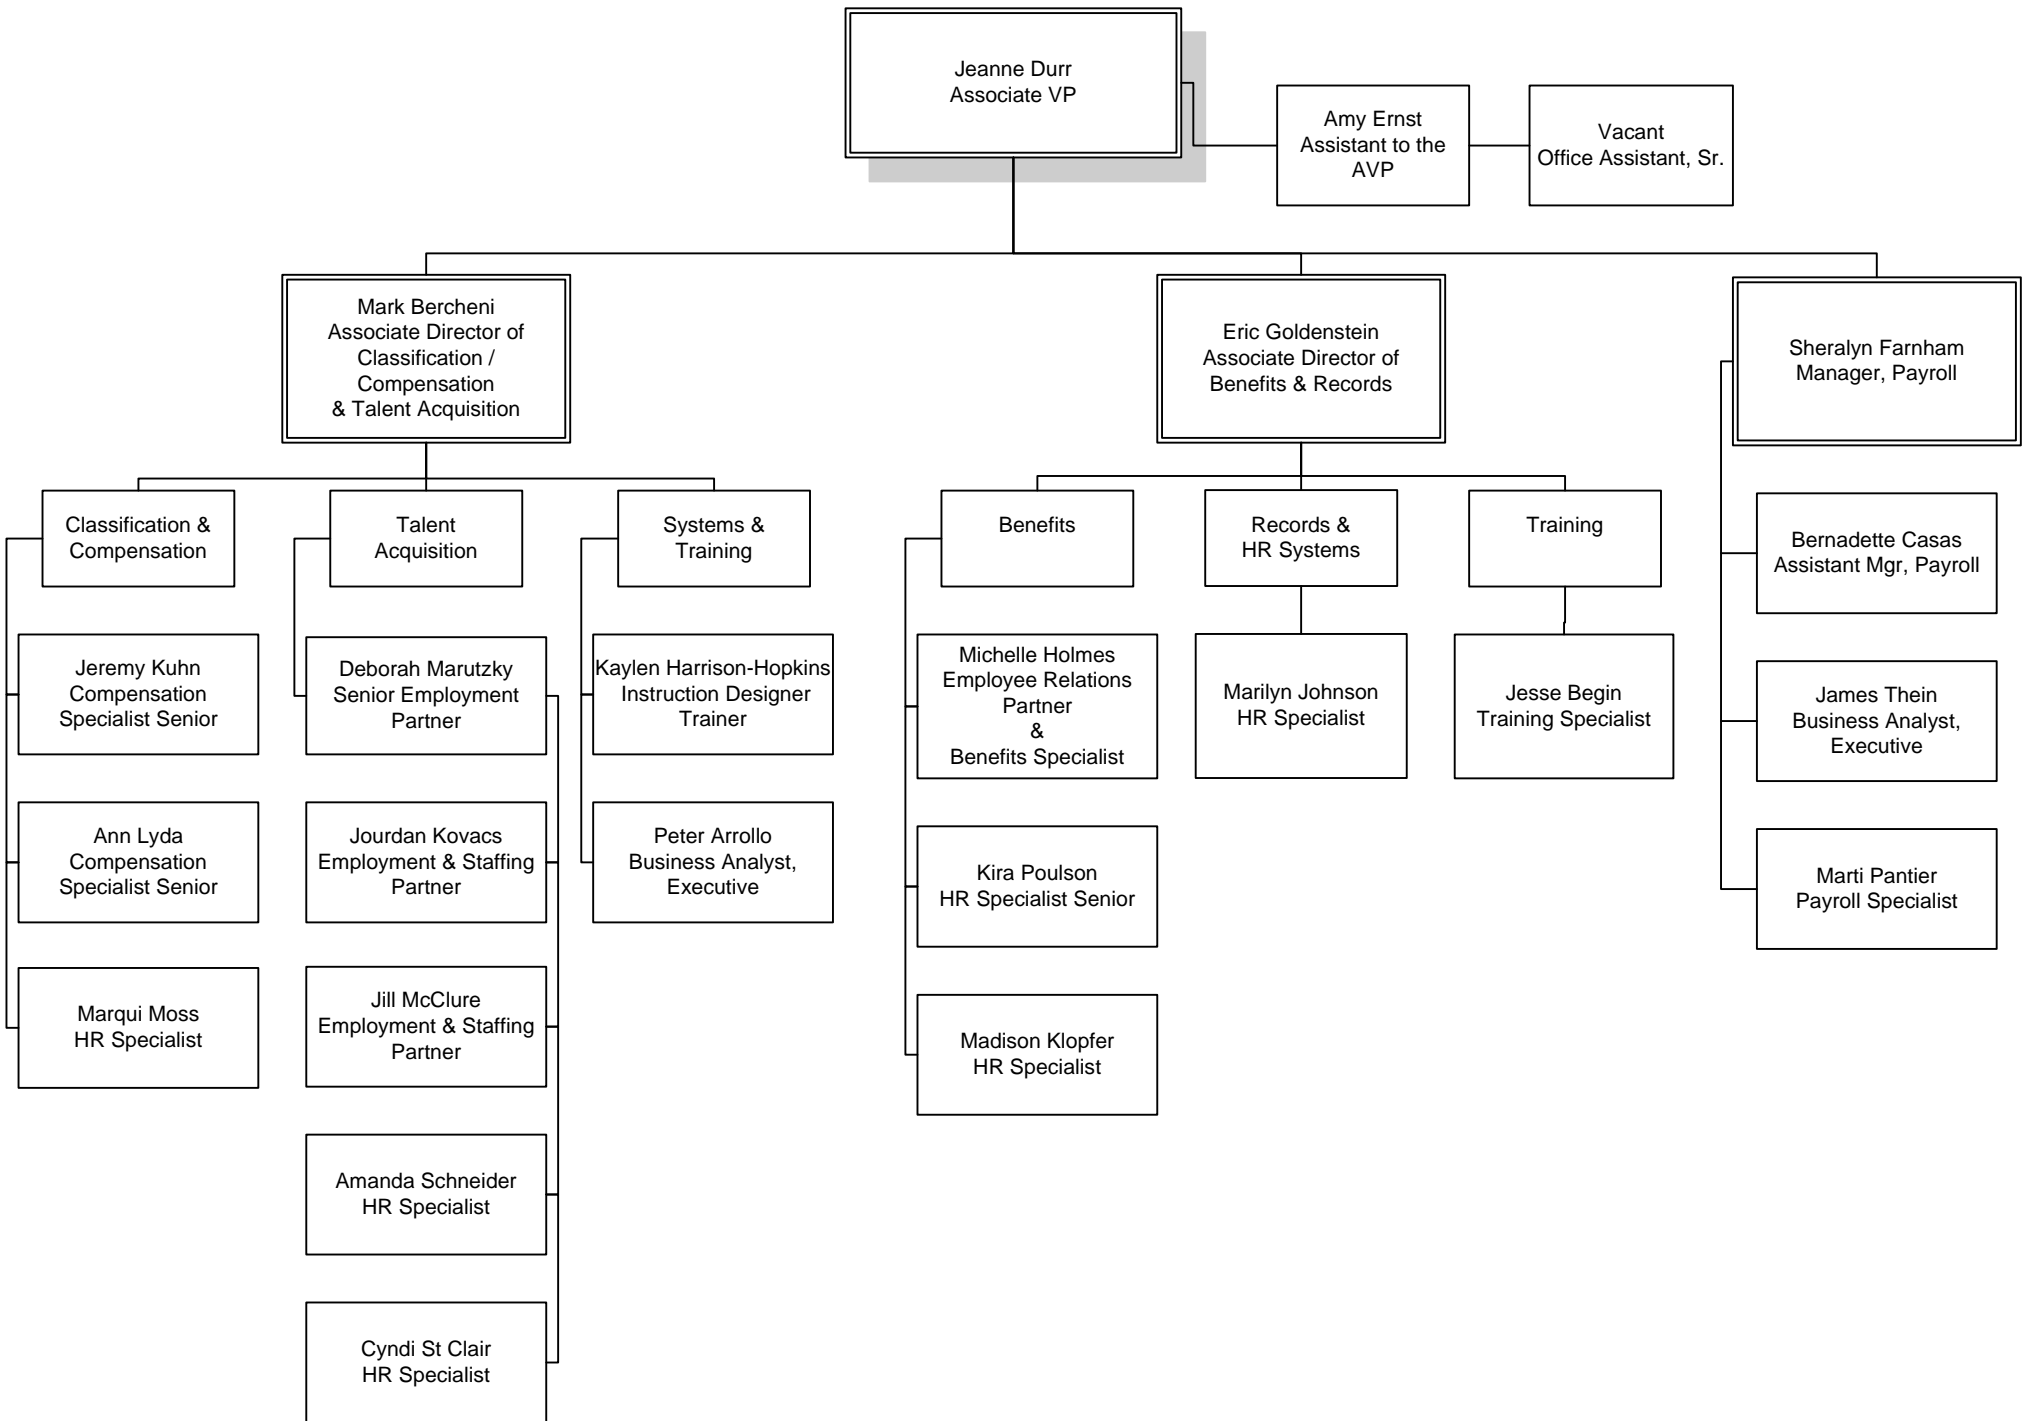 Jeanne Durr
Associate VP
Amy Ernst
Assistant to the
AVP
Vacant
Office Assistant, Sr.
Mark Bercheni
Associate Director of
Classification /
Compensation
& Talent Acquisition
Eric Goldenstein
Associate Director of
Benefits & Records
Sheralyn Farnham
Manager, Payroll
Classification &
Compensation
Talent
Acquisition
Systems &
Training
Benefits
Records &
HR Systems
Training
Jeremy Kuhn
Compensation
Specialist Senior
Ann Lyda
Compensation
Specialist Senior
Marqui Moss
HR Specialist
Deborah Marutzky
Senior Employment
Partner
Jourdan Kovacs
Employment & Staffing
Partner
Jill McClure
Employment & Staffing
Partner
Amanda Schneider
HR Specialist
Cyndi St Clair
HR Specialist
Kaylen Harrison-Hopkins
Instruction Designer
Trainer
Peter Arrollo
Business Analyst,
Executive
Michelle Holmes
Employee Relations
Partner
&
Benefits Specialist
Kira Poulson
HR Specialist Senior
Madison Klopfer
HR Specialist
Marilyn Johnson
HR Specialist
Jesse Begin
Training Specialist
Bernadette Casas
Assistant Mgr, Payroll
James Thein
Business Analyst,
Executive
Marti Pantier
Payroll Specialist